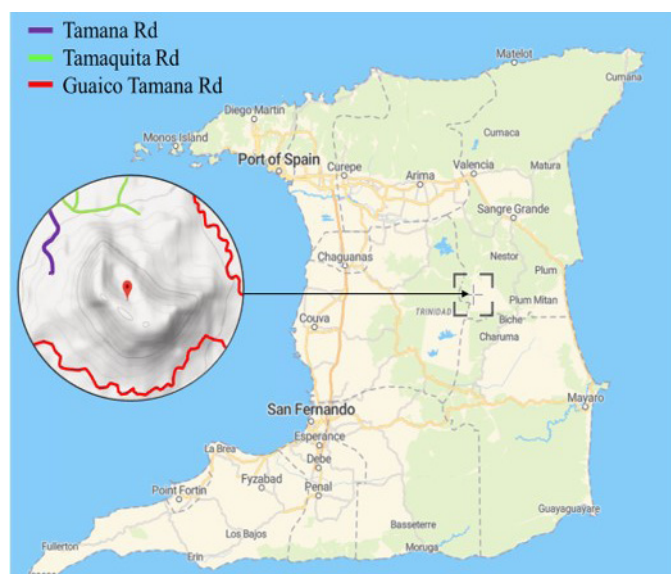 Tamana Rd
Tamaquita Rd
Guaico Tamana Rd
Matelot
Cumana
Diego Martin
Monos Island
Cumaca
Port of Spain
Curepe
Arima
Valencia
Matura
Sangre Grande
Chaguanas
Nestor
Plum
Plum Mitan
TRINIDAD
Biche
Couva
Charuma
San Fernando
Mayaro
Esperance
La Brea
Debe
Point Fortin
Fyzabad
Penal
Guayaguayare
Basseterre
Los Bajos
Fullerton
Erin
Moruga